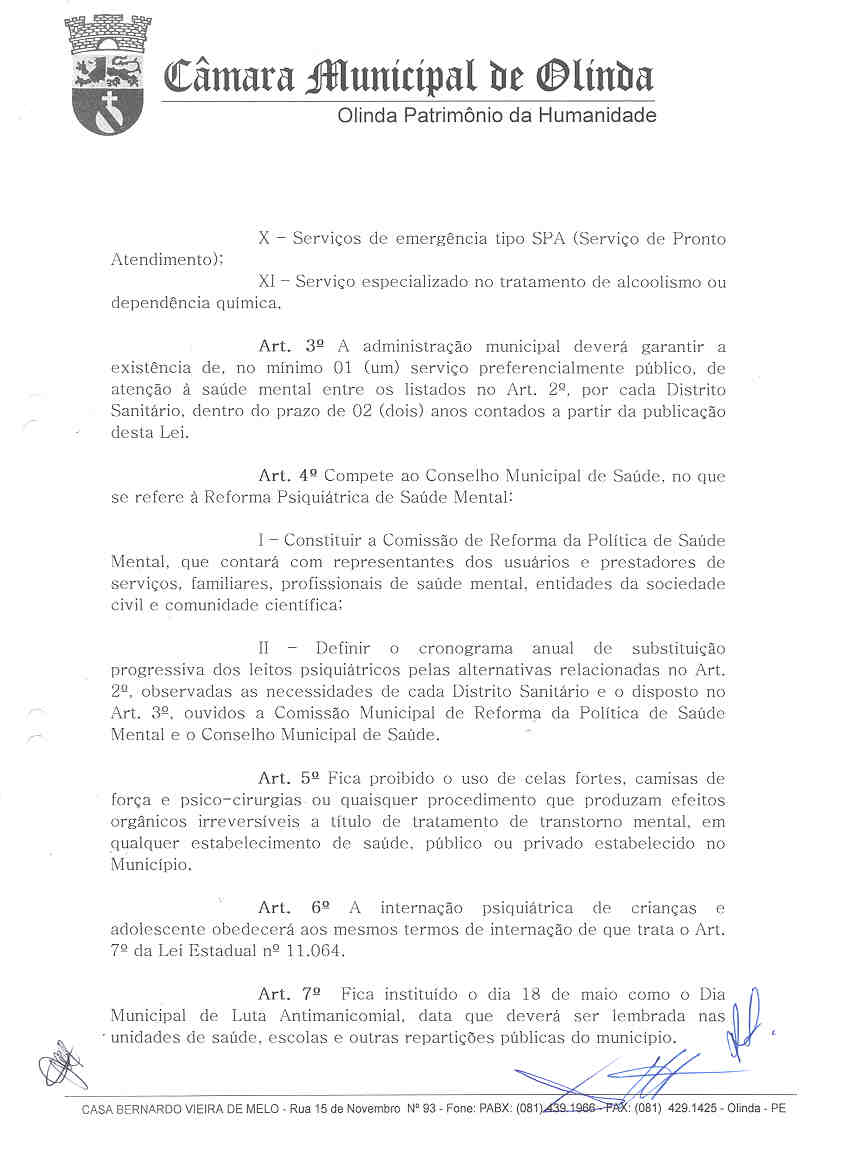 Câmara Municipal de Olinda
Olinda Patrimônio da Humanidade
X – Serviços de emergência tipo SPA (Serviço de Pronto
Atendimento);
XI – Serviço especializado no tratamento de alcoolismo ou
dependência química.
Art. 3º A administração municipal deverá garantir a
existência de, no mínimo 01 (um) serviço preferencialmente público, de
atenção à saúde mental entre os listados no Art. 2º, por cada Distrito
Sanitário, dentro do prazo de 02 (dois) anos contados a partir da publicação
desta Lei.
Art. 4º Compete ao Conselho Municipal de Saúde, no que
se refere à Reforma Psiquiátrica de Saúde Mental:
I – Constituir a Comissão de Reforma da Política de Saúde
Mental, que contará com representantes dos usuários e prestadores de
serviços, familiares, profissionais de saúde mental, entidades da sociedade
civil e comunidade científica;
II – Definir o cronograma anual de substituição
progressiva dos leitos psiquiátricos pelas alternativas relacionadas no Art.
2º, observadas as necessidades de cada Distrito Sanitário e o disposto no
Art. 3º, ouvidos a Comissão Municipal de Reforma da Política de Saúde
Mental e o Conselho Municipal de Saúde.
Art. 5º Fica proibido o uso de celas fortes, camisas de
força e psico-cirurgias ou quaisquer procedimento que produzam efeitos
orgânicos irreversíveis a título de tratamento de transtorno mental, em
qualquer estabelecimento de saúde, público ou privado estabelecido no
Município.
Art. 6º A internação psiquiátrica de crianças e
adolescente obedecerá aos mesmos termos de internação de que trata o Art.
7º da Lei Estadual nº 11.064.
Art. 7º Fica instituído o dia 18 de maio como o Dia
Municipal de Luta Antimanicomial, data que deverá ser lembrada nas
unidades de saúde, escolas e outras repartições públicas do município.
CASA BERNARDO VIEIRA DE MELO - Rua 15 de Novembro Nº 93 - Fone: PABX: (081) 439.1966 - FAX: (081) 429.1425 - Olinda - PE